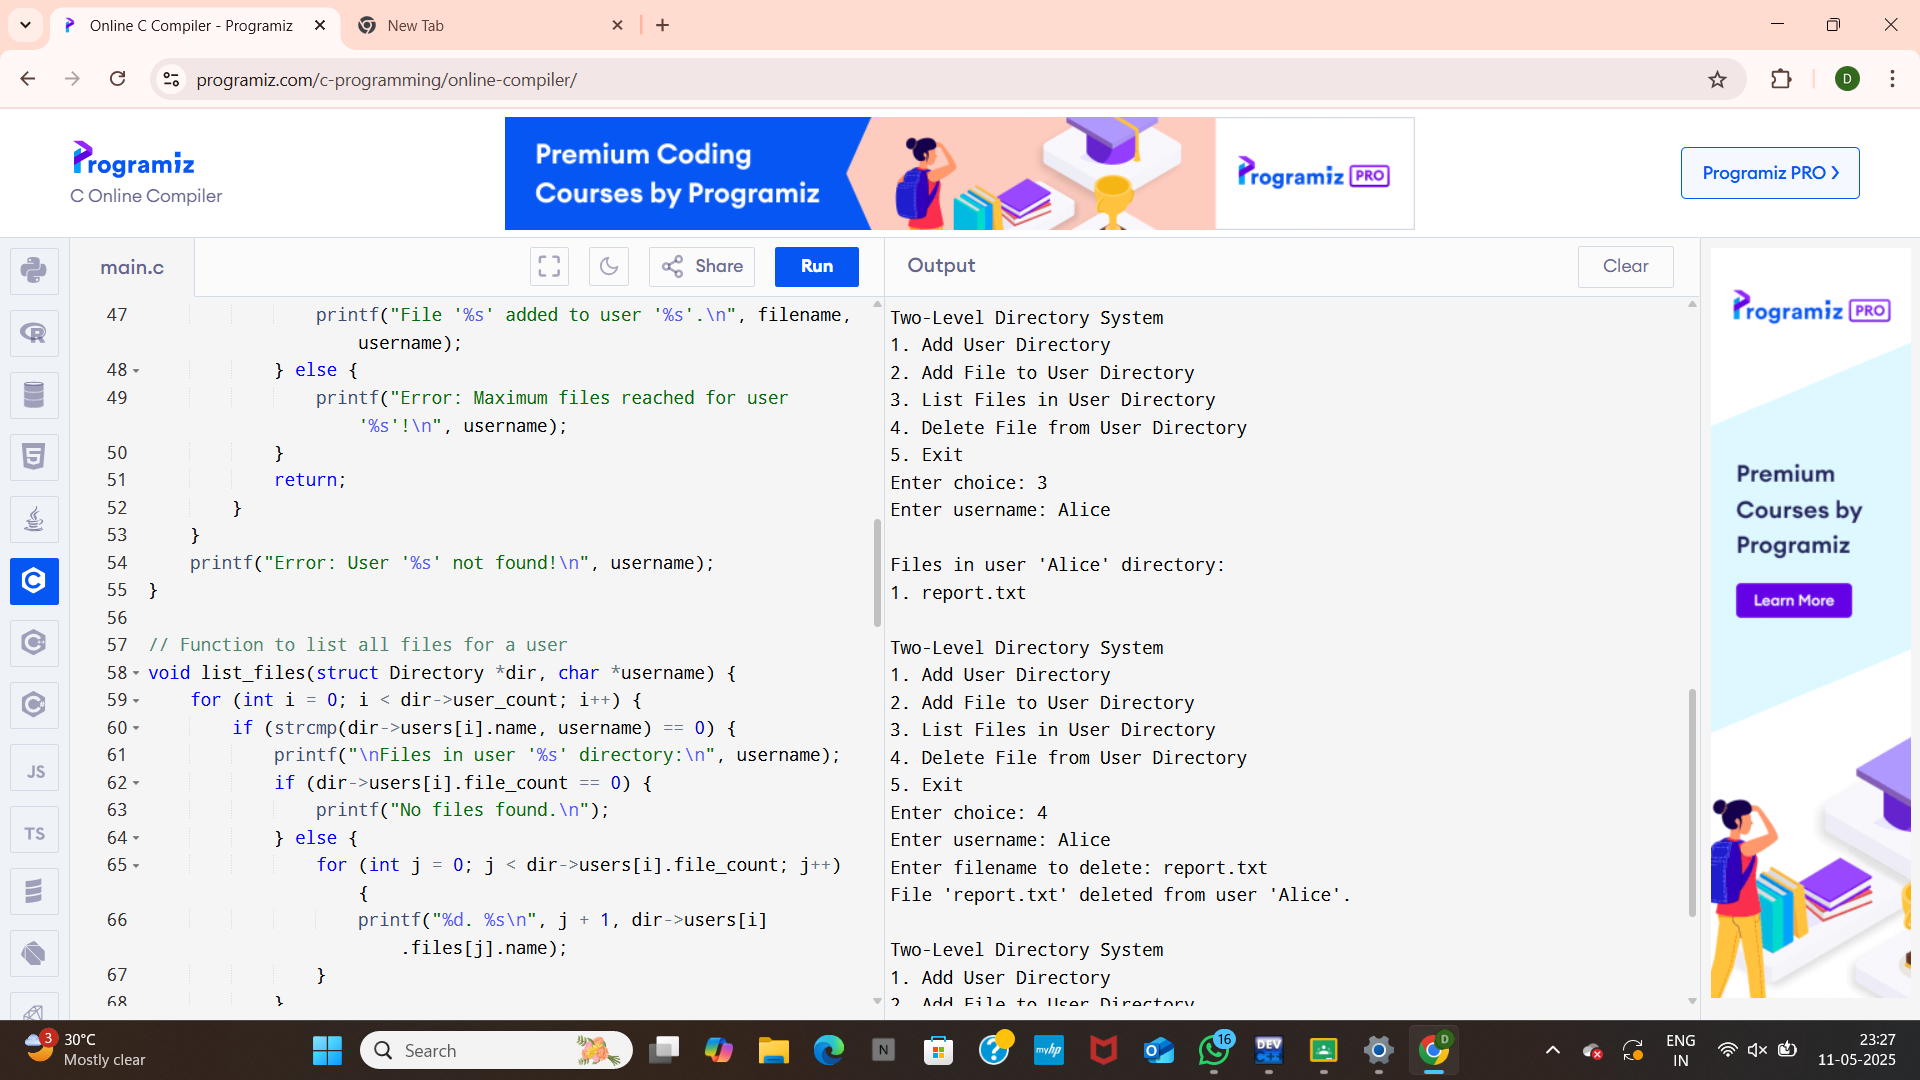 Online C Compiler - Programiz
New Tab
programiz.com/c-programming/online-compiler/
D
Programiz
C Online Compiler
Premium Coding
Courses by Programiz
Programiz PRO
Programiz PRO ›
main.c
Share
Run
Output
Clear
47 printf("File '%s' added to user '%s'.\n", filename,
username);
48 } else {
49 printf("Error: Maximum files reached for user
'%s'!\n", username);
50 }
51 return;
52 }
53 }
54 printf("Error: User '%s' not found!\n", username);
55 }
56
57 // Function to list all files for a user
58 void list_files(struct Directory *dir, char *username) {
59 for (int i = 0; i < dir->user_count; i++) {
60 if (strcmp(dir->users[i].name, username) == 0) {
61 printf("\nFiles in user '%s' directory:\n", username);
62 if (dir->users[i].file_count == 0) {
63 printf("No files found.\n");
64 } else {
65 for (int j = 0; j < dir->users[i].file_count; j++)
{
66 printf("%d. %s\n", j + 1, dir->users[i]
.files[j].name);
67 }
68 }
Two-Level Directory System
1. Add User Directory
2. Add File to User Directory
3. List Files in User Directory
4. Delete File from User Directory
5. Exit
Enter choice: 3
Enter username: Alice
Files in user 'Alice' directory:
1. report.txt
Two-Level Directory System
1. Add User Directory
2. Add File to User Directory
3. List Files in User Directory
4. Delete File from User Directory
5. Exit
Enter choice: 4
Enter username: Alice
Enter filename to delete: report.txt
File 'report.txt' deleted from user 'Alice'.
Two-Level Directory System
1. Add User Directory
2. Add File to User Directory
Programiz PRO
Premium
Courses by
Programiz
Learn More
JS
TS
3
30°C
Mostly clear
Search
N
myhp
16
DEV
C++
D
ENG
IN
23:27
11-05-2025